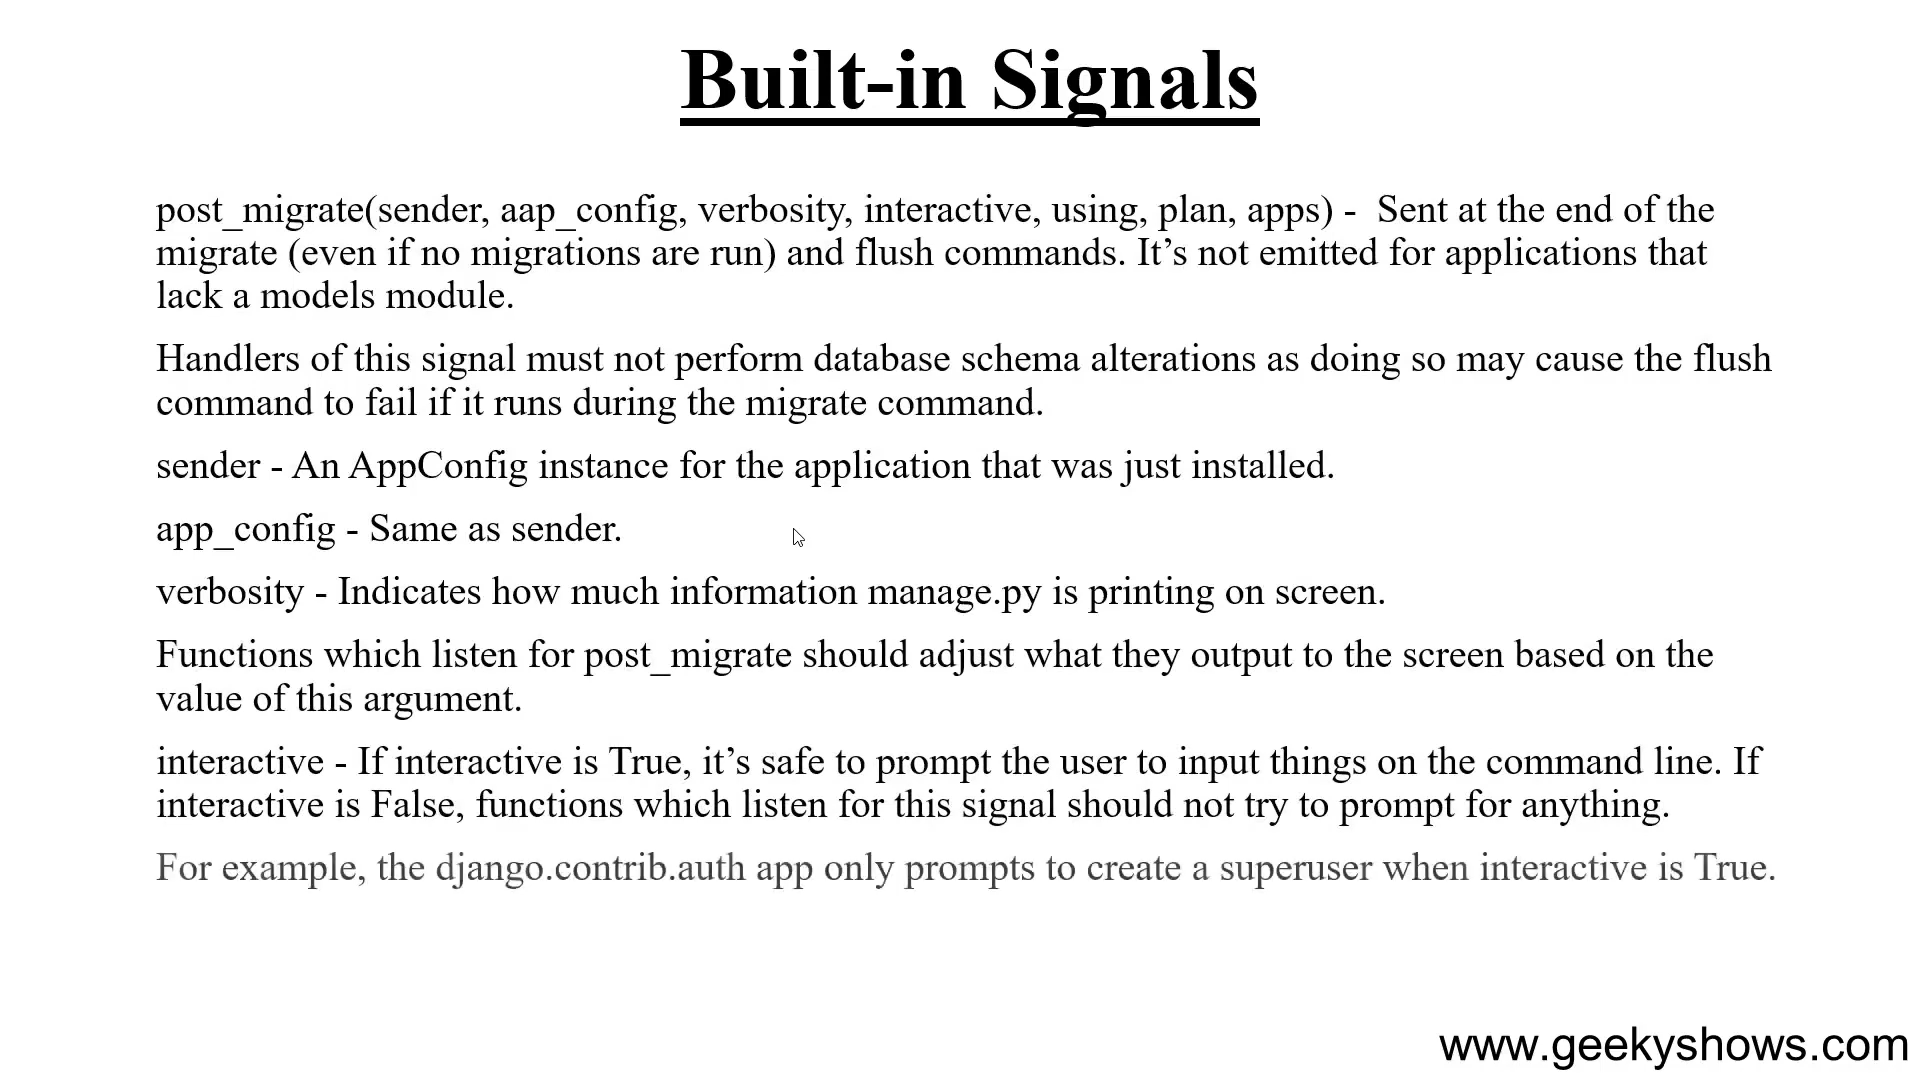 Built-in Signals
post_migrate(sender, aap_config, verbosity, interactive, using, plan, apps) -  Sent at the end of the
migrate (even if no migrations are run) and flush commands. It’s not emitted for applications that
lack a models module.
Handlers of this signal must not perform database schema alterations as doing so may cause the flush
command to fail if it runs during the migrate command.
sender - An AppConfig instance for the application that was just installed.
app_config - Same as sender.
verbosity - Indicates how much information manage.py is printing on screen.
Functions which listen for post_migrate should adjust what they output to the screen based on the
value of this argument.
interactive - If interactive is True, it’s safe to prompt the user to input things on the command line. If
interactive is False, functions which listen for this signal should not try to prompt for anything.
For example, the django.contrib.auth app only prompts to create a superuser when interactive is True.
www.geekyshows.com